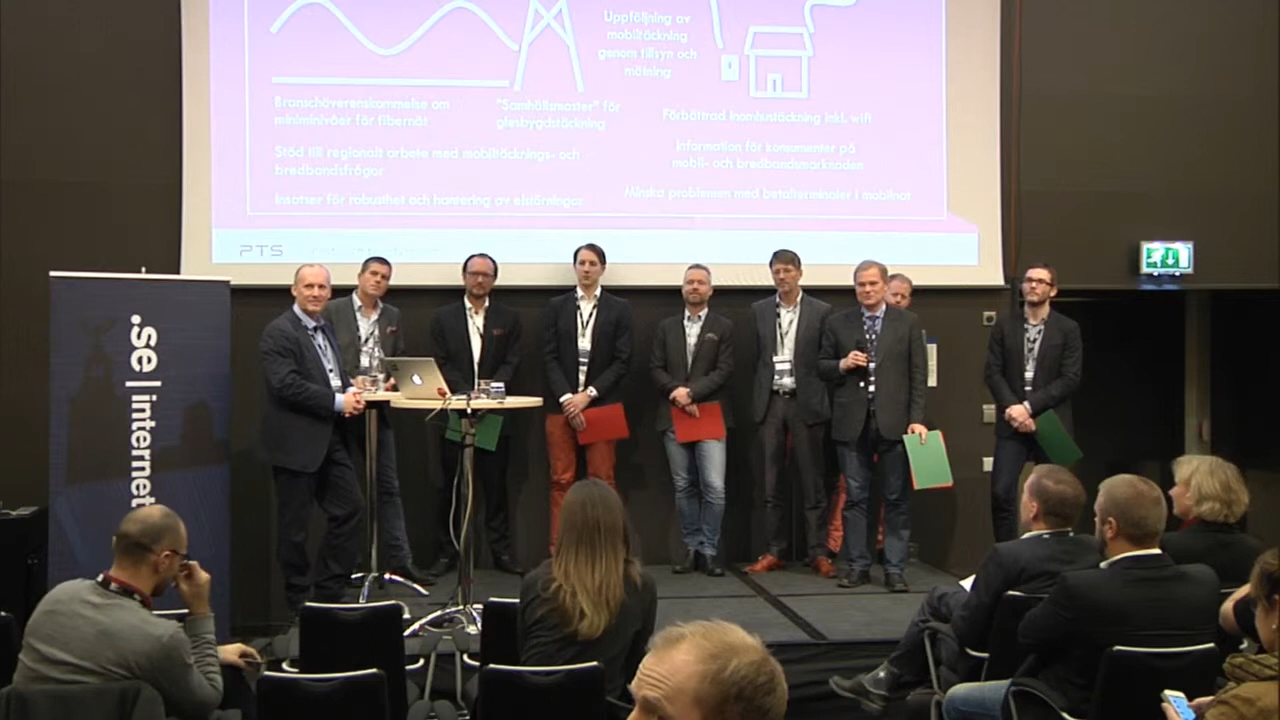 Uppföljning av
mobiltäckning
genom tillsyn och
mätning
Branschöverenskommelse om
miniminivåer för fibernät
"Samhällsmaster" för
glesbygdstäckning
Förbättrad inomhustäckning inkl. wifi
Stöd till regionalt arbete med mobiltäcknings- och
bredbandsfrågor
Information för konsumenter på
mobil- och bredbandsmarknaden
Insatser för robusthet och hantering av elstörningar
Minska problemen med betalterminaler i mobilnät
PTS
.se | internet